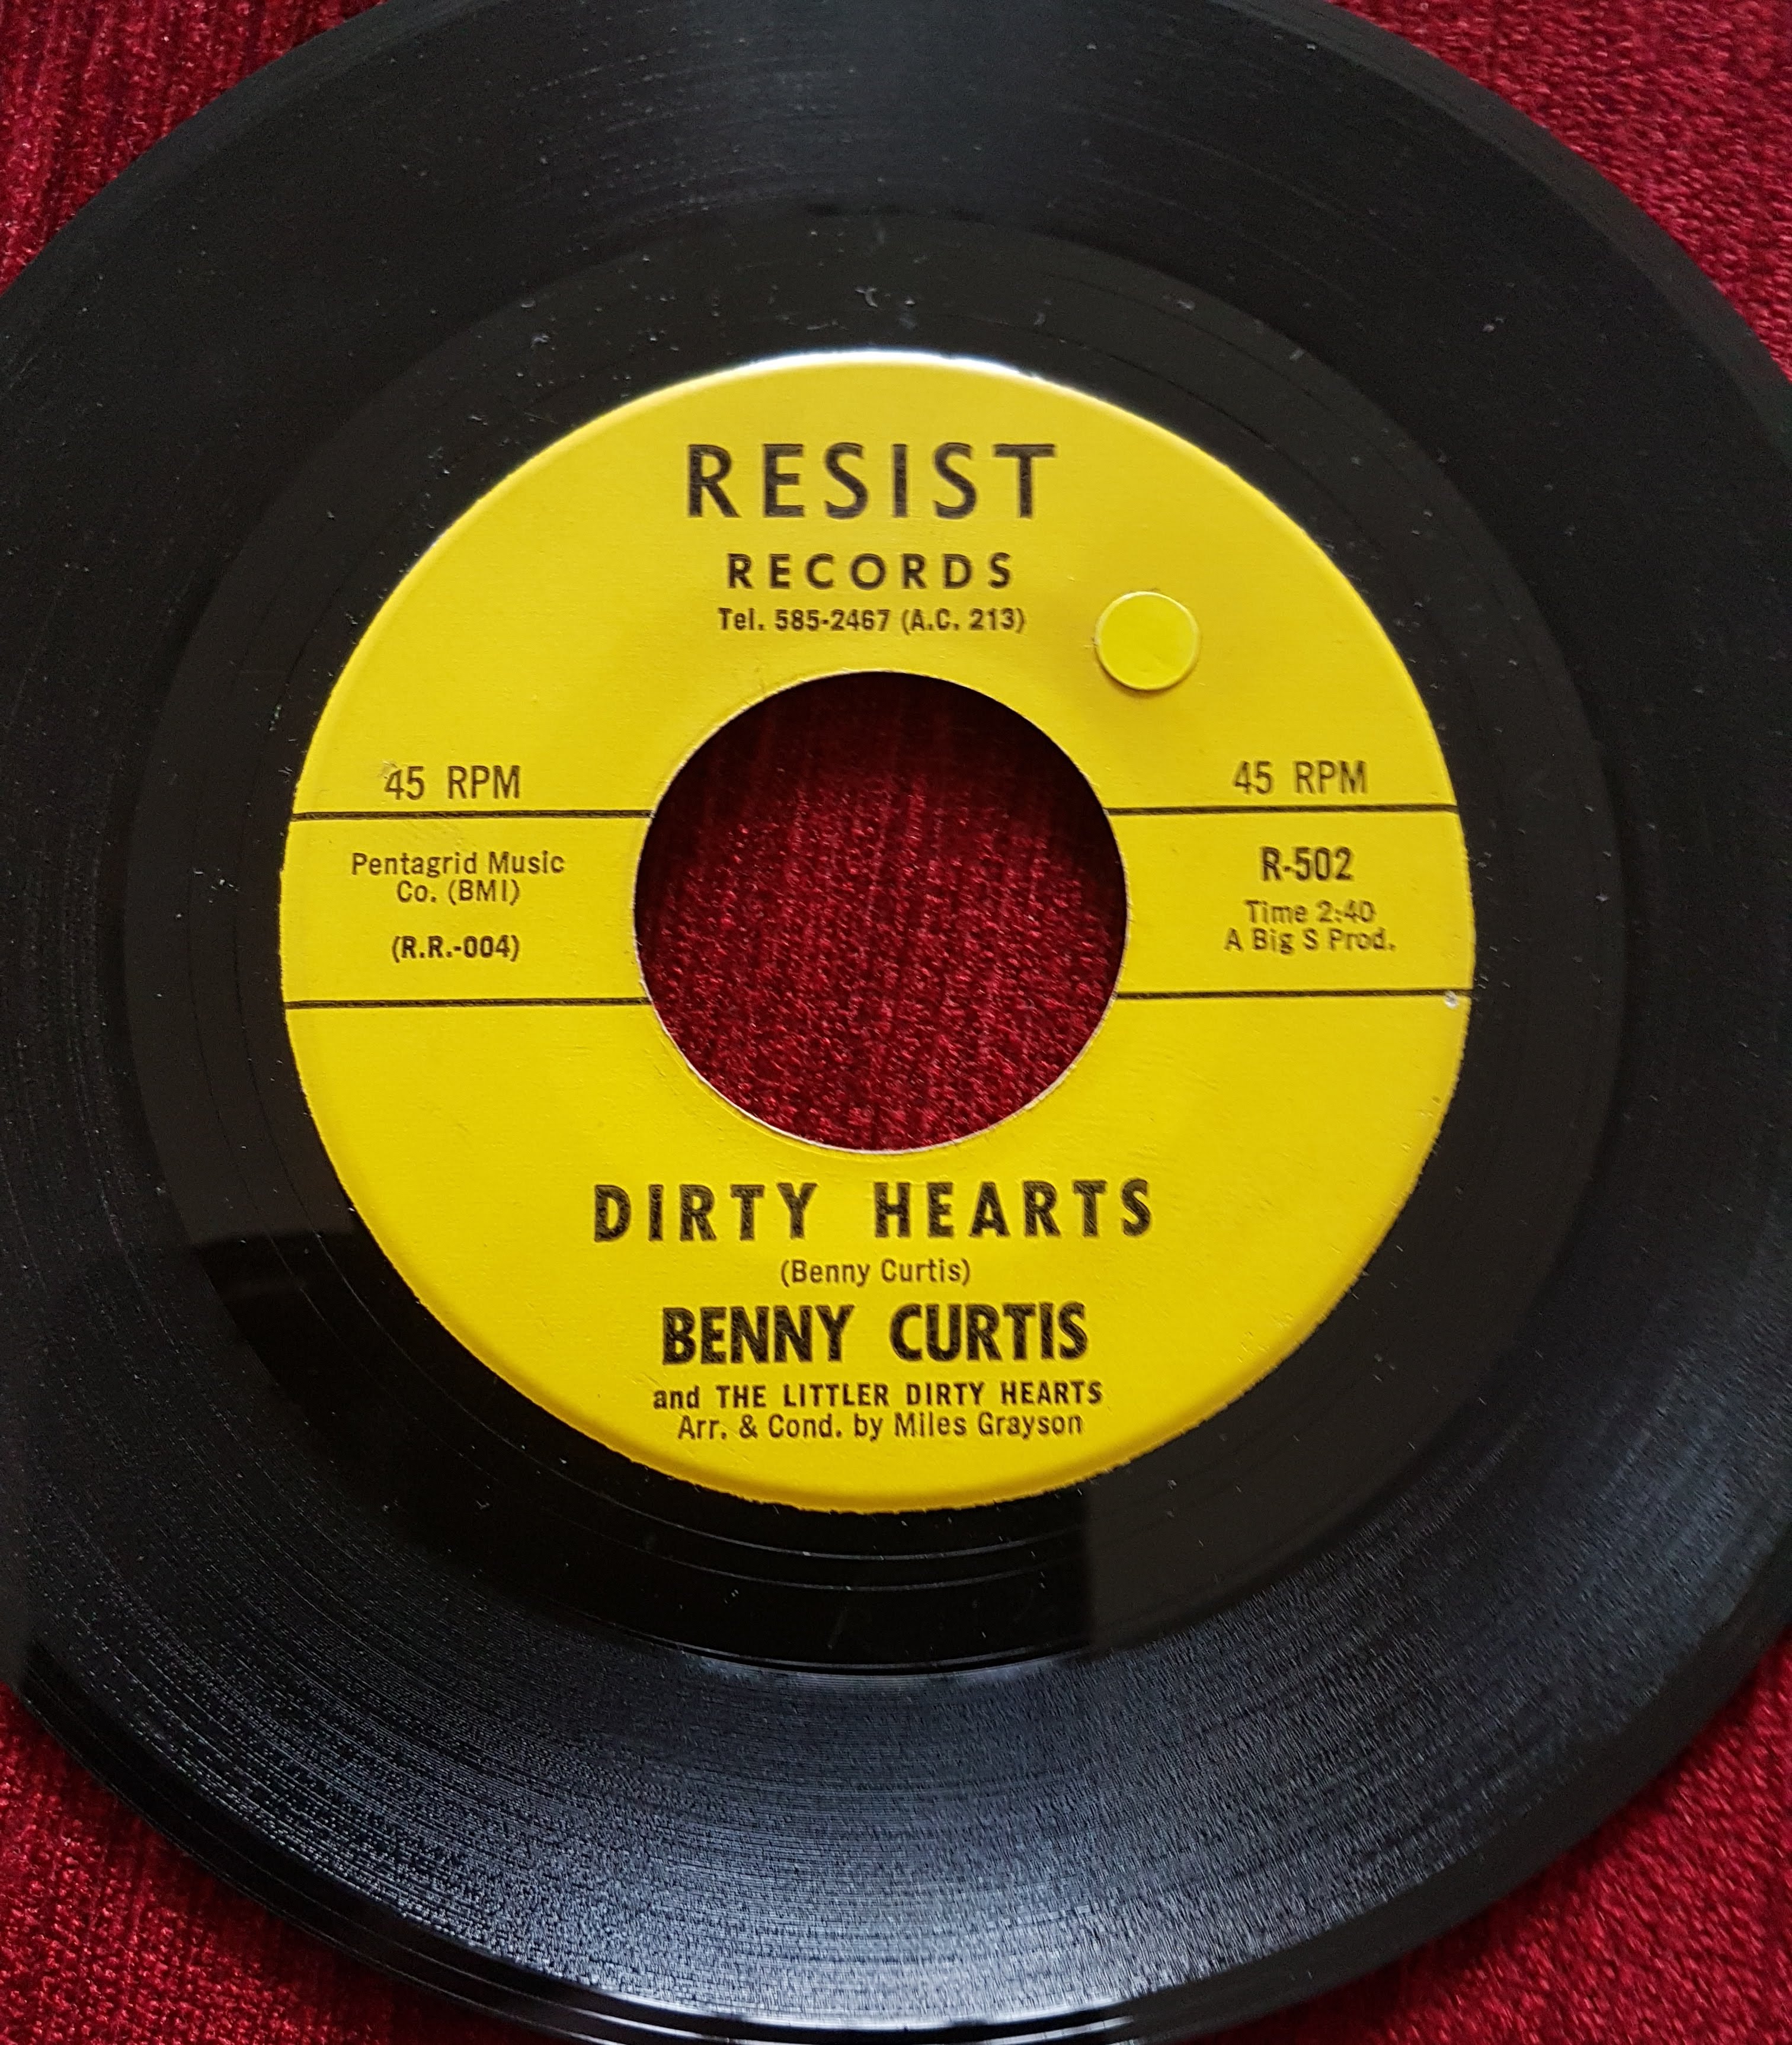 RESIST
RECORDS
Tel. 585-2467 (A.C. 213)
45 RPM
45 RPM
Pentagrid Music
Co. (BMI)
(R.R.-004)
R-502
Time 2:40
A Big S Prod.
DIRTY HEARTS
(Benny Curtis)
BENNY CURTIS
and THE LITTLER DIRTY HEARTS
Arr. & Cond. by Miles Grayson